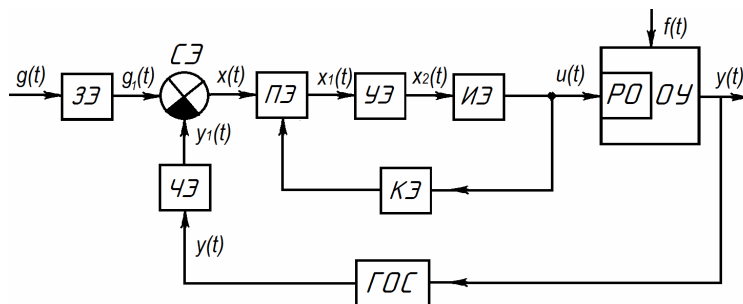 f(t)
СЭ
g(t)
ЗЭ
g₁(t)
x(t)
ПЭ
x₁(t)
УЭ
x₂(t)
ИЭ
u(t)
РО
ОУ
y(t)
y₁(t)
ЧЭ
КЭ
y(t)
ГОС